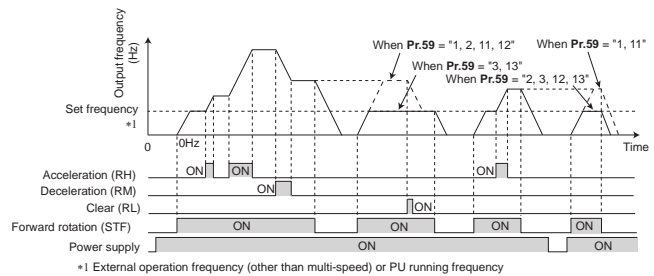 Output frequency
(Hz)
When Pr.59 = "1, 2, 11, 12"
When Pr.59 = "1, 11"
When Pr.59 = "3, 13"
When Pr.59 = "2, 3, 12, 13"
Set frequency
*1
0
0Hz
Time
Acceleration (RH)
ON
ON
ON
Deceleration (RM)
ON
Clear (RL)
ON
Forward rotation (STF)
ON
ON
ON
ON
Power supply
ON
ON
*1 External operation frequency (other than multi-speed) or PU running frequency